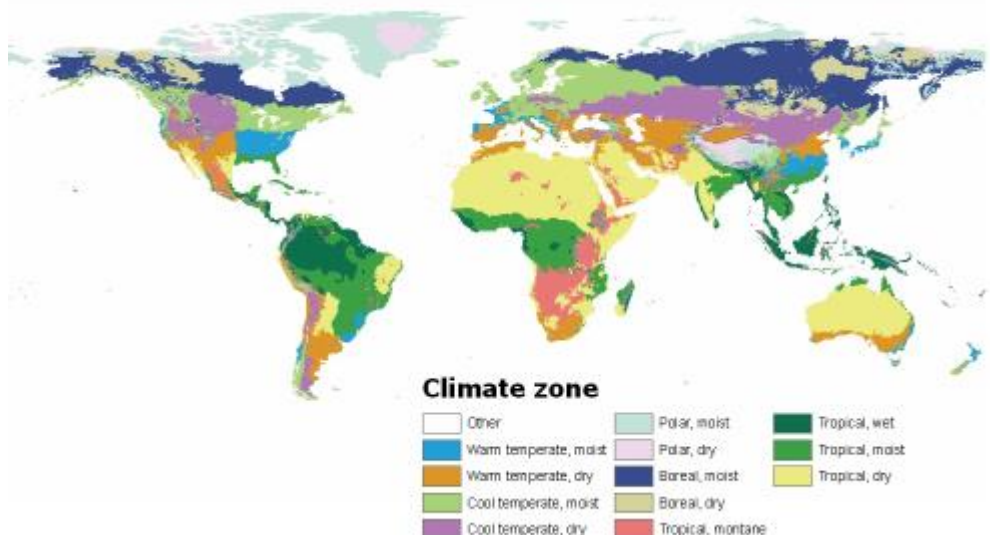 Climate zone
Other
Warm temperate, moist
Warm temperate, dry
Cool temperate, moist
Cool temperate, dry
Polar, moist
Polar, dry
Boreal, moist
Boreal, dry
Tropical, montane
Tropical, wet
Tropical, moist
Tropical, dry